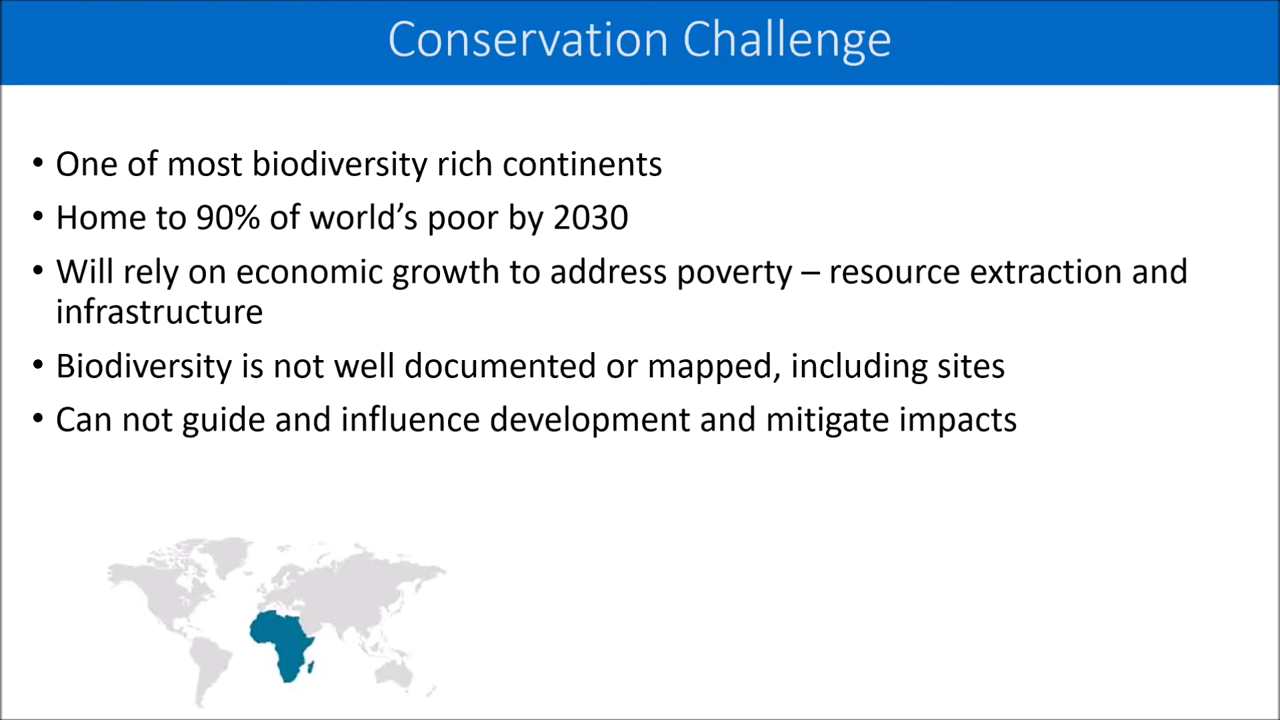 Conservation Challenge
• One of most biodiversity rich continents
• Home to 90% of world’s poor by 2030
• Will rely on economic growth to address poverty – resource extraction and
infrastructure
• Biodiversity is not well documented or mapped, including sites
• Can not guide and influence development and mitigate impacts